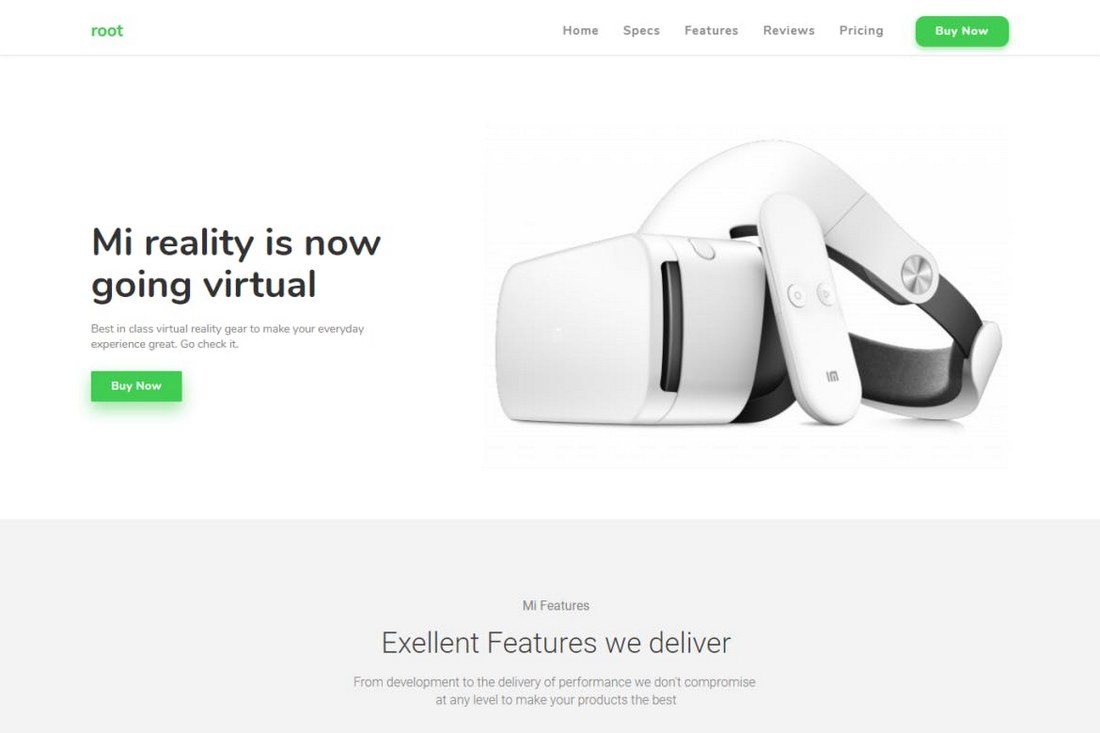 root
Home Specs Features Reviews Pricing Buy Now
Mi reality is now
going virtual
Best in class virtual reality gear to make your everyday
experience great. Go check it.
Buy Now
Mi Features
Exellent Features we deliver
From development to the delivery of performance we don't compromise
at any level to make your products the best